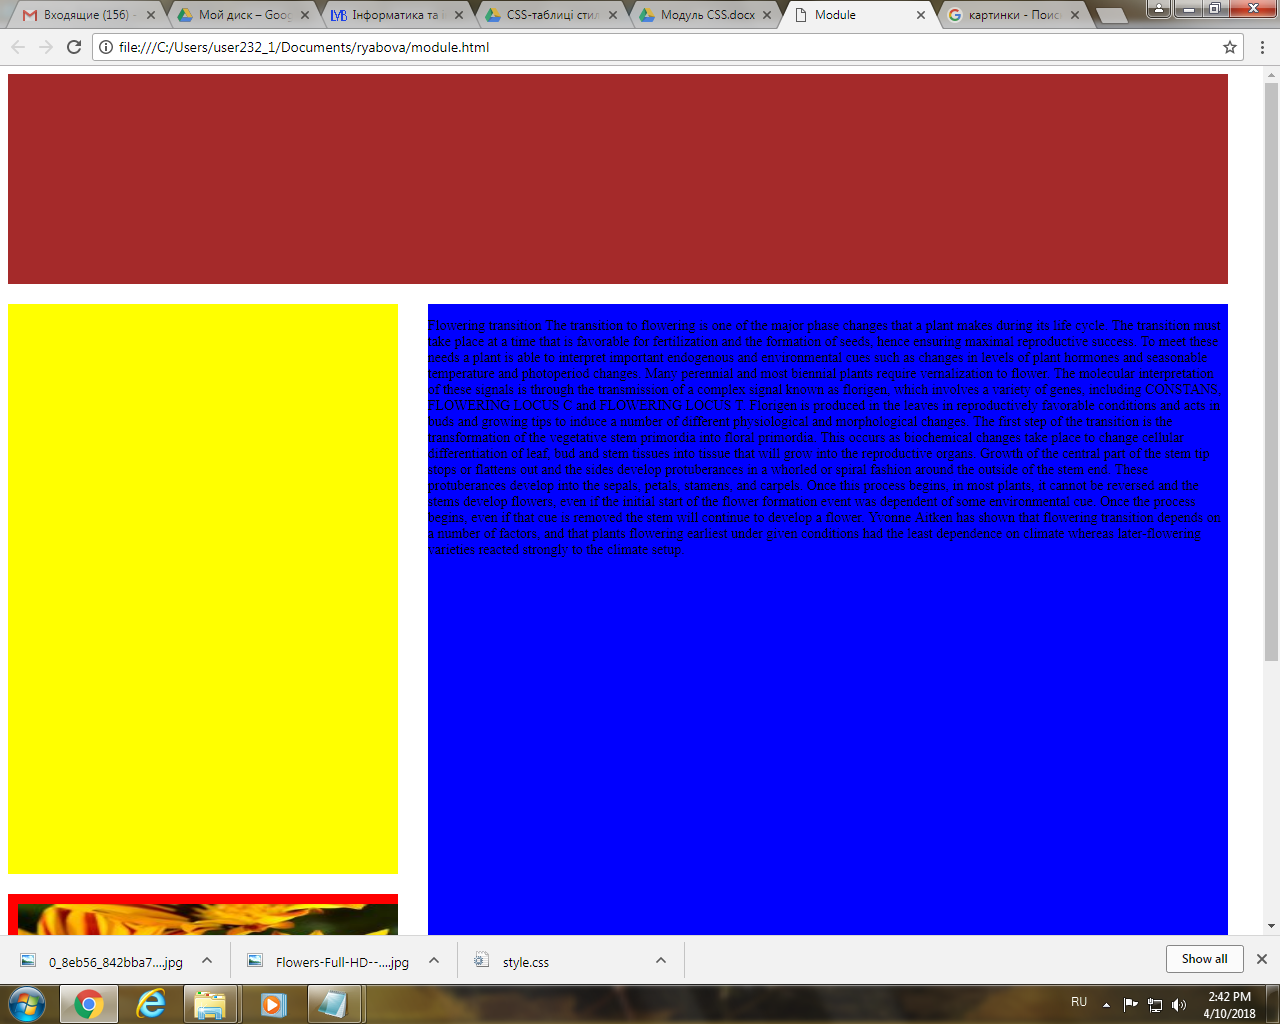 Входящие (156) -
Мой диск – Goog
Інформатика та
CSS-таблиці стил
Модуль CSS.docx
Module
картинки - Поис
file:///C:/Users/user232_1/Documents/ryabova/module.html
Flowering transition The transition to flowering is one of the major phase changes that a plant makes during its life cycle. The transition must
take place at a time that is favorable for fertilization and the formation of seeds, hence ensuring maximal reproductive success. To meet these
needs a plant is able to interpret important endogenous and environmental cues such as changes in levels of plant hormones and seasonable
temperature and photoperiod changes. Many perennial and most biennial plants require vernalization to flower. The molecular interpretation
of these signals is through the transmission of a complex signal known as florigen, which involves a variety of genes, including CONSTANS,
FLOWERING LOCUS C and FLOWERING LOCUS T. Florigen is produced in the leaves in reproductively favorable conditions and acts in
buds and growing tips to induce a number of different physiological and morphological changes. The first step of the transition is the
transformation of the vegetative stem primordia into floral primordia. This occurs as biochemical changes take place to change cellular
differentiation of leaf, bud and stem tissues into tissue that will grow into the reproductive organs. Growth of the central part of the stem tip
stops or flattens out and the sides develop protuberances in a whorled or spiral fashion around the outside of the stem end. These
protuberances develop into the sepals, petals, stamens, and carpels. Once this process begins, in most plants, it cannot be reversed and the
stems develop flowers, even if the initial start of the flower formation event was dependent of some environmental cue. Once the process
begins, even if that cue is removed the stem will continue to develop a flower. Yvonne Aitken has shown that flowering transition depends on
a number of factors, and that plants flowering earliest under given conditions had the least dependence on climate whereas later-flowering
varieties reacted strongly to the climate setup.
0_8eb56_842bba7....jpg
Flowers-Full-HD--....jpg
style.css
Show all
RU
2:42 PM
4/10/2018